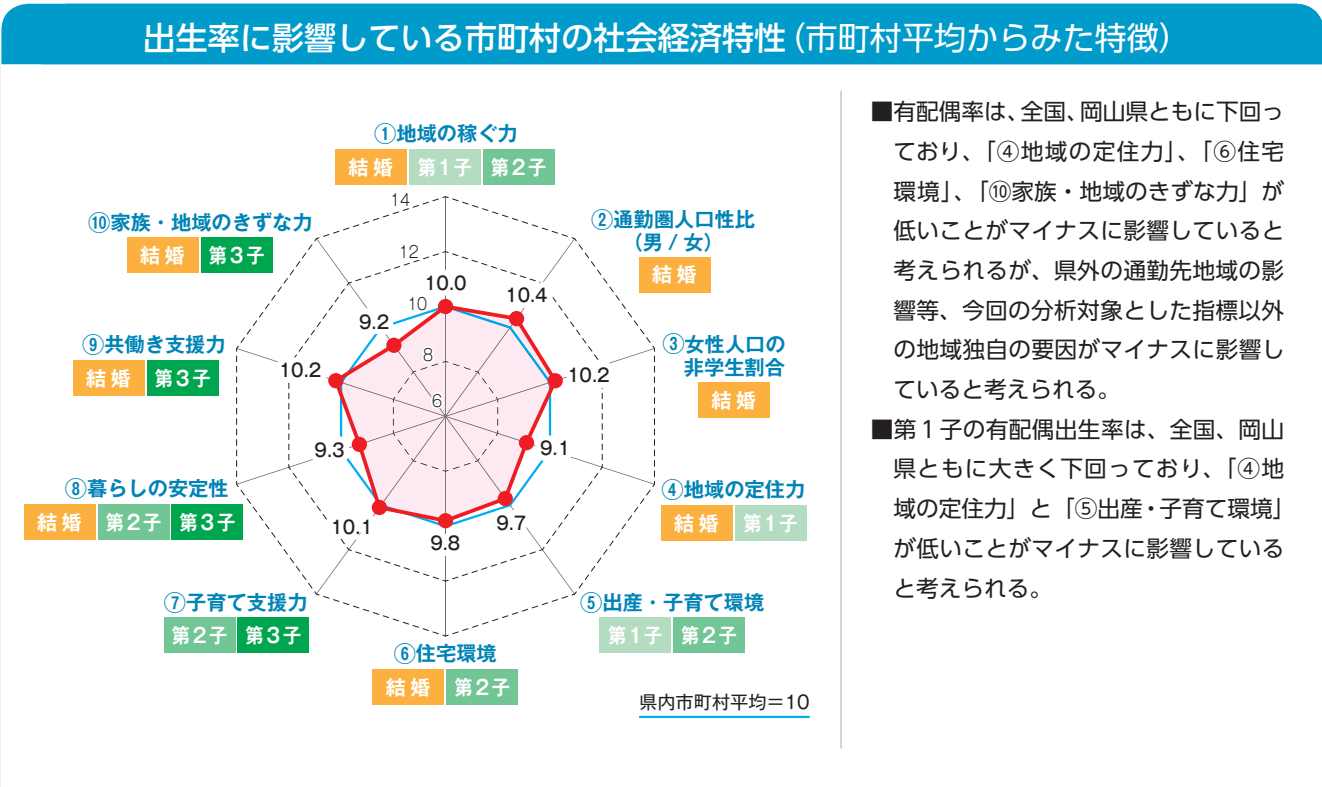 出生率に影響している市町村の社会経済特性（市町村平均からみた特徴）
①地域の稼ぐ力
結婚 第1子 第2子
②通勤圏人口性比
（男 / 女）
結婚
③女性人口の
非学生割合
結婚
④地域の定住力
結婚 第1子
⑤出産・子育て環境
第1子 第2子
⑥住宅環境
結婚 第2子
⑦子育て支援力
第2子 第3子
⑧暮らしの安定性
結婚 第2子 第3子
⑨共働き支援力
結婚 第3子
⑩家族・地域のきずな力
結婚 第3子
14
12
10
8
6
10.0
10.4
10.2
9.1
9.7
9.8
10.1
9.3
10.2
9.2
県内市町村平均＝10
■有配偶率は、全国、岡山県ともに下回っ
ており、「④地域の定住力」、「⑥住宅
環境」、「⑩家族・地域のきずな力」が
低いことがマイナスに影響していると
考えられるが、県外の通勤先地域の影
響等、今回の分析対象とした指標以外
の地域独自の要因がマイナスに影響し
ていると考えられる。
■第１子の有配偶出生率は、全国、岡山
県ともに大きく下回っており、「④地
域の定住力」と「⑤出産・子育て環境」
が低いことがマイナスに影響している
と考えられる。